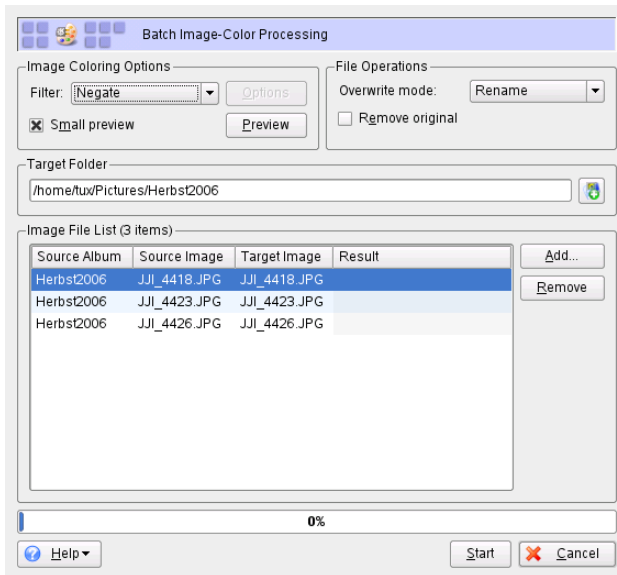 Batch Image-Color Processing
Image Coloring Options
File Operations
Filter: Negate Options
Overwrite mode: Rename
Small preview Preview
Remove original
Target Folder
/home/tux/Pictures/Herbst2006
Image File List (3 items)
Source Album Source Image Target Image Result
Add...
Herbst2006 JJI_4418.JPG JJI_4418.JPG
Remove
Herbst2006 JJI_4423.JPG JJI_4423.JPG
Herbst2006 JJI_4426.JPG JJI_4426.JPG
0%
Help Start Cancel